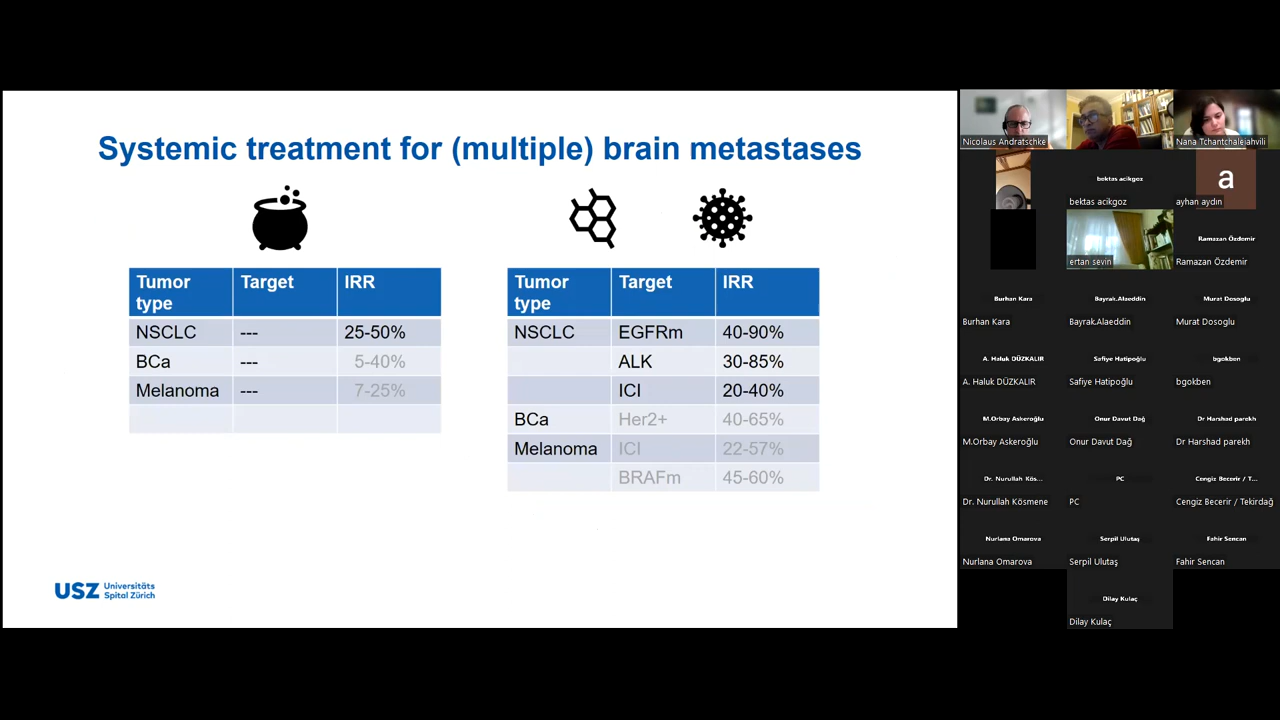 Systemic treatment for (multiple) brain metastases
Tumor type Target IRR
NSCLC --- 25-50%
BCa --- 5-40%
Melanoma --- 7-25%
Tumor type Target IRR
NSCLC EGFRm 40-90%
ALK 30-85%
ICI 20-40%
BCa Her2+ 40-65%
Melanoma ICI 22-57%
BRAFm 45-60%
USZ Universitäts Spital Zürich
Nicolaus Andratschke
Nana Tchantchaleishvili
bektas acikgoz
bektas acikgoz
a
ayhan aydın
ertan sevin
Ramazan Özdemir
Ramazan Özdemir
Burhan Kara
Burhan Kara
Bayrak.Alaeddin
Bayrak.Alaeddin
Murat Dosoglu
Murat Dosoglu
A. Haluk DÜZKALIR
A. Haluk DÜZKALIR
Safiye Hatipoğlu
Safiye Hatipoğlu
bgokben
bgokben
M.Orbay Askeroğlu
M.Orbay Askeroğlu
Onur Davut Dağ
Onur Davut Dağ
Dr Harshad parekh
Dr Harshad parekh
Dr. Nurullah Kös...
Dr. Nurullah Kösmene
PC
PC
Cengiz Becerir / T...
Cengiz Becerir / Tekirdağ
Nurlana Omarova
Nurlana Omarova
Serpil Ulutaş
Serpil Ulutaş
Fahir Sencan
Fahir Sencan
Dilay Kulaç
Dilay Kulaç